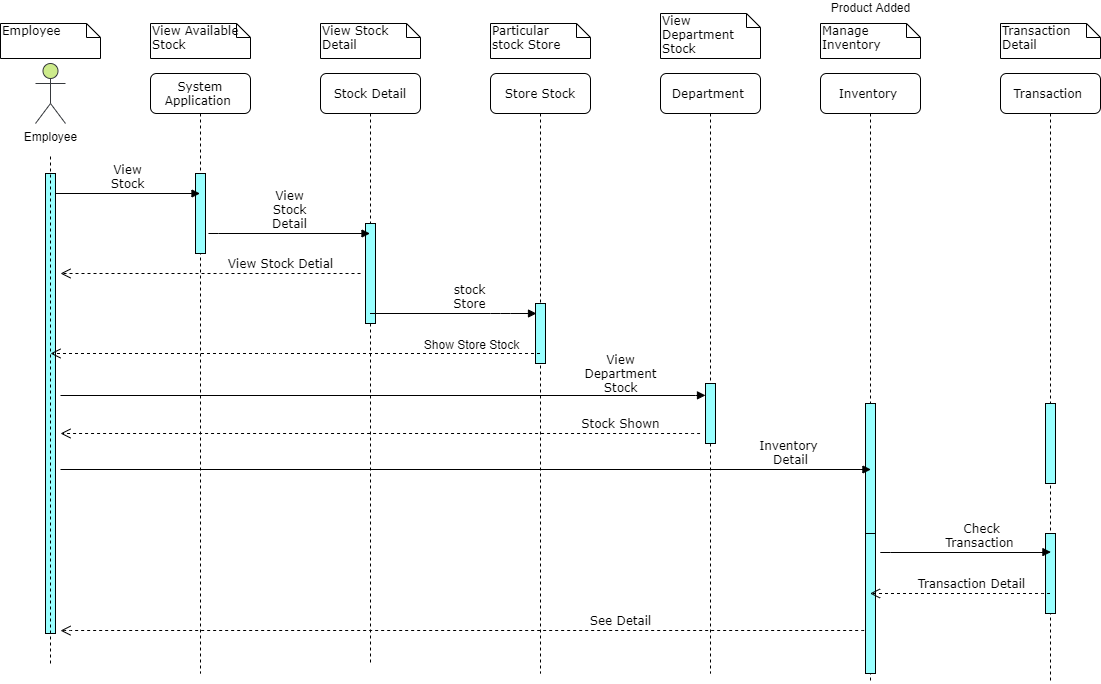 Product Added
Employee
View Available
Stock
View Stock
Detail
Particular
stock Store
View
Department
Stock
Manage
Inventory
Transaction
Detail
System
Application
Stock Detail
Store Stock
Department
Inventory
Transaction
Employee
View
Stock
View
Stock
Detail
View Stock Detial
stock
Store
Show Store Stock
View
Department
Stock
Stock Shown
Inventory
Detail
Check
Transaction
Transaction Detail
See Detail